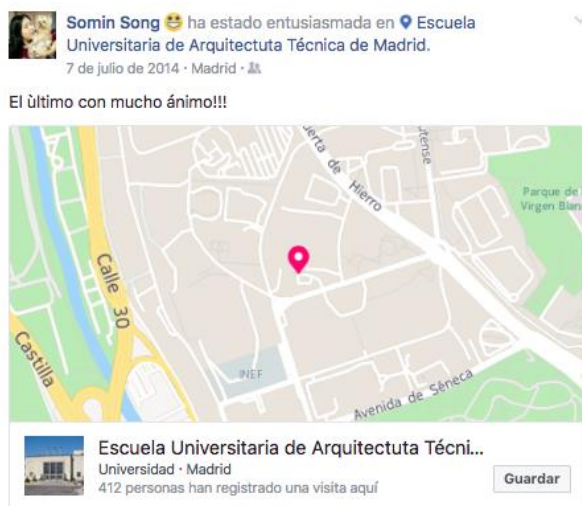 Somin Song ha estado entusiasmada en Escuela
Universitaria de Arquitectuta Técnica de Madrid.
7 de julio de 2014 · Madrid ·
El ùltimo con mucho ánimo!!!
uerta de Hierro
utense
Parque de
Virgen Blan
Calle 30
Castilla
INEF
Avenida de Séneca
Escuela Universitaria de Arquitectuta Técni...
Universidad · Madrid
412 personas han registrado una visita aquí
Guardar